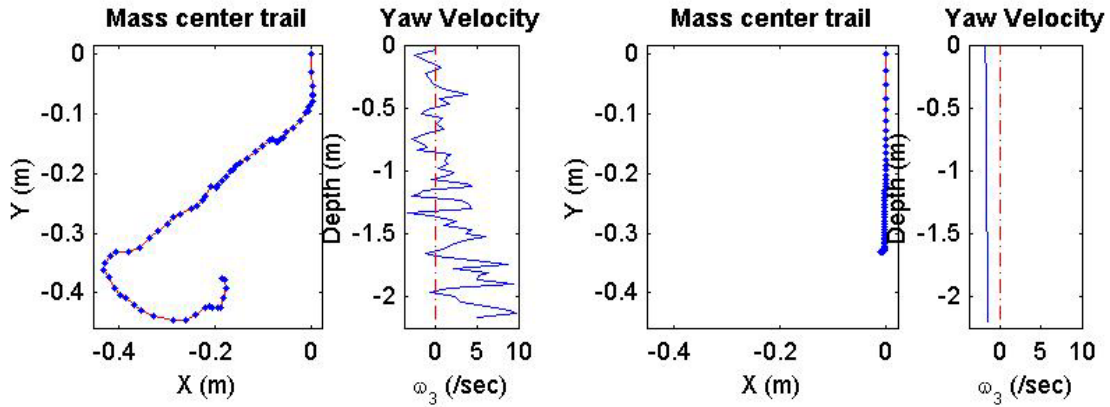 Mass center trail
Yaw Velocity
Mass center trail
Yaw Velocity
0
-0.1
-0.2
-0.3
-0.4
Y (m)
-0.4
-0.2
0
X (m)
0
-0.5
-1
-1.5
-2
Depth (m)
0
5
10
ω3 (/sec)
0
-0.1
-0.2
-0.3
-0.4
Y (m)
-0.4
-0.2
0
X (m)
0
-0.5
-1
-1.5
-2
Depth (m)
0
5
10
ω3 (/sec)